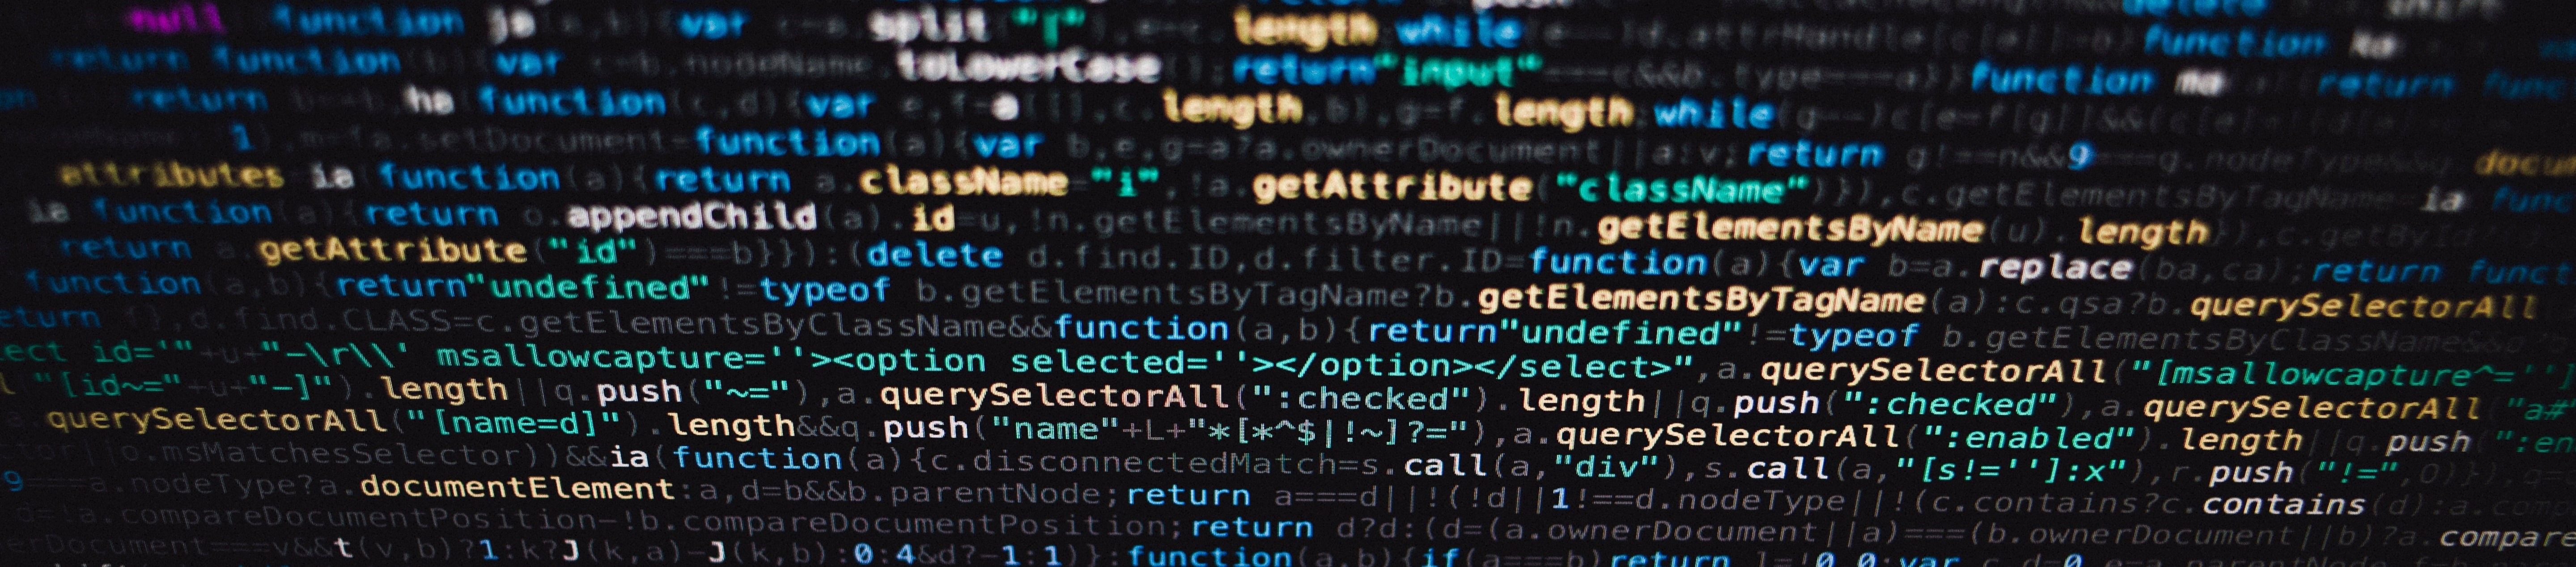 null function ja(a,b){var c=a.split("|"), length while function ka
return function(b){var c=b.nodeName.toLowerCase();return"input"===c&&b.type===a}}function ma return func
return b=+b,ha(function(c,d){var e,f=a([],c.length,b),g=f.length;while(g--)c[e=f[g]]&&(c[e]
1),m=fa.setDocument=function(a){var b,e,g=a?a.ownerDocument||a:v;return g!==n&&9===g.nodeType&&g. docu
attributes=ia(function(a){return a.className="i",!a.getAttribute("className")}),c.getElementsByTagName=ia func
ia function(a){return o.appendChild(a).id=u,!n.getElementsByName||!n.getElementsByName(u).length}),c.getById?
return a.getAttribute("id")===b}}):(delete d.find.ID,d.filter.ID=function(a){var b=a.replace(ba,ca);return funct
function(a,b){return"undefined"!=typeof b.getElementsByTagName?b.getElementsByTagName(a):c.qsa?b.querySelectorAll
eturn {},d.find.CLASS=c.getElementsByClassName&&function(a,b){return"undefined"!=typeof b.getElementsByClassName&&
ect id='"+u+"-\r\\' msallowcapture=''><option selected=''></option></select>",a.querySelectorAll("[msallowcapture^='']
l "[id~="+u+"-]").length||q.push("~="),a.querySelectorAll(":checked").length||q.push(":checked"),a.querySelectorAll("a#
a.querySelectorAll("[name=d]").length&&q.push("name"+L+"*[*^$|!~]?="),a.querySelectorAll(":enabled").length||q.push(":en
tor||o.msMatchesSelector))&&ia(function(a){c.disconnectedMatch=s.call(a,"div"),s.call(a,"[s!='']:x"),r.push("!=",O)}),q=
9===a.nodeType?a.documentElement:a,d=b&&b.parentNode;return a===d||!(!d||1!==d.nodeType||!(c.contains?c.contains(d):a.comp
d=!a.compareDocumentPosition-!b.compareDocumentPosition;return d?d:(d=(a.ownerDocument||a)===(b.ownerDocument||b)?a.compare
erDocument===v&&t(v,b)?1:k?J(k,a)-J(k,b):0:4&d?-1:1)}:function(a,b){if(a===b)return l=!0,0;var c,d=0,e=a.parentNode,f=b.